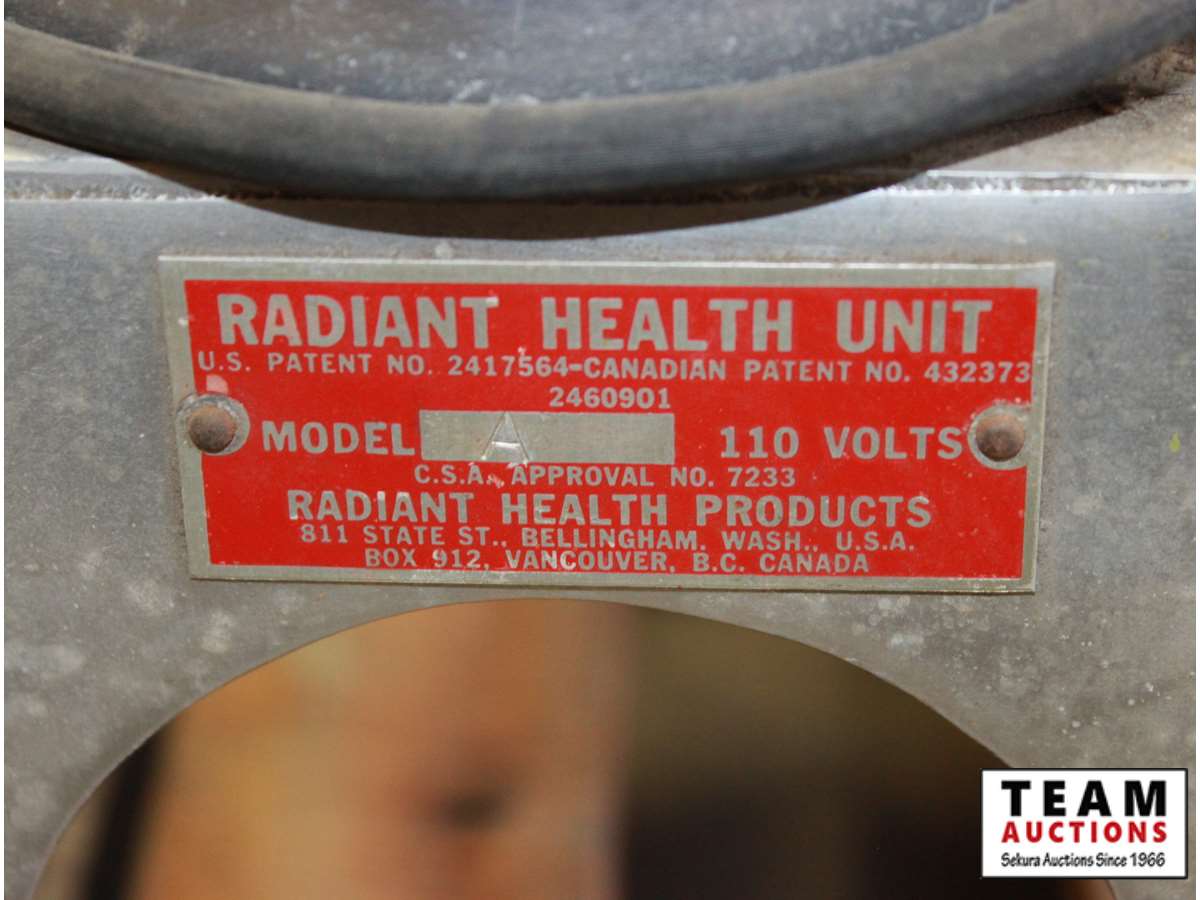 RADIANT HEALTH UNIT
U.S. PATENT NO. 2417564-CANADIAN PATENT NO. 432373
2460901
MODEL A 110 VOLTS
C.S.A. APPROVAL NO. 7233
RADIANT HEALTH PRODUCTS
811 STATE ST., BELLINGHAM, WASH., U.S.A.
BOX 912, VANCOUVER, B.C. CANADA
TEAM
AUCTIONS
Sekura Auctions Since 1966